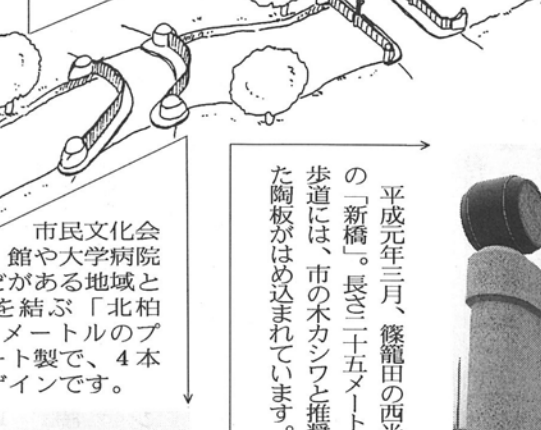 平成元年三月、篠籠田の西光
の「新橋」。長さ二十五メート
歩道には、市の木カシワと推奨
た陶板がはめ込まれています。
市民文化会
館や大学病院
どがある地域と
を結ぶ「北柏
メートルのプ
ート製で、４本
ザインです。